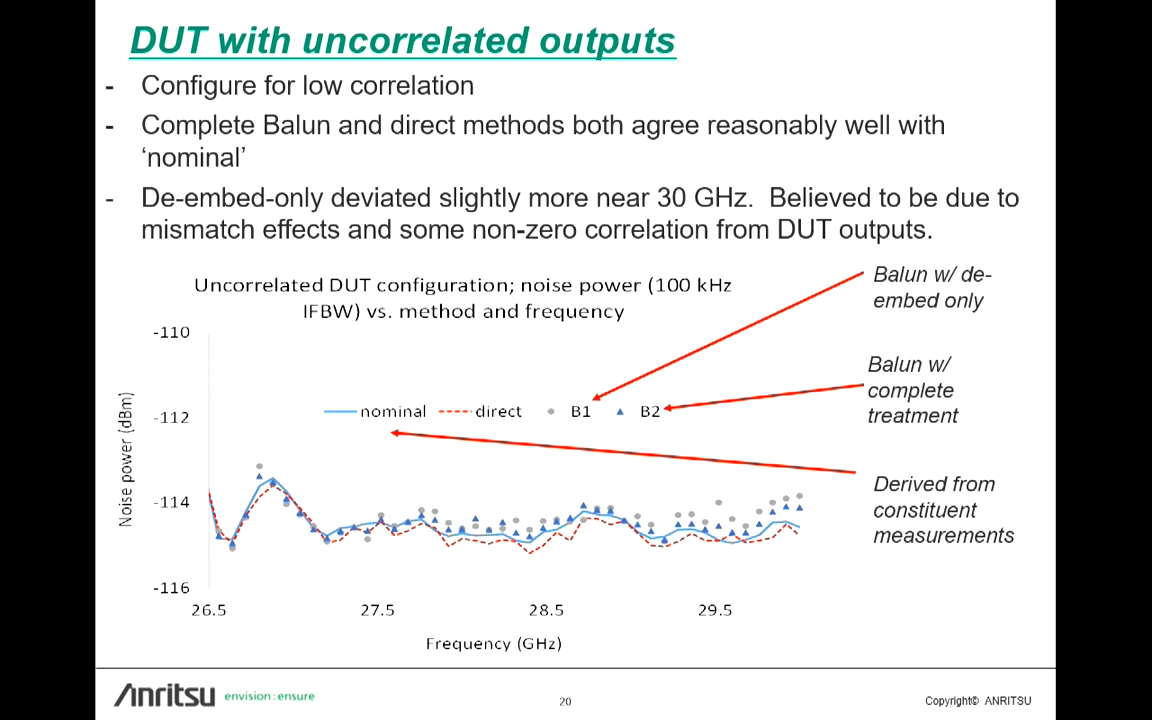 DUT with uncorrelated outputs
- Configure for low correlation
- Complete Balun and direct methods both agree reasonably well with
‘nominal’
- De-embed-only deviated slightly more near 30 GHz. Believed to be due to
mismatch effects and some non-zero correlation from DUT outputs.
Balun w/ de-
embed only
Uncorrelated DUT configuration; noise power (100 kHz
IFBW) vs. method and frequency
-110
Balun w/
complete
treatment
nominal direct B1 B2
-112
Noise power (dBm)
Derived from
constituent
measurements
-114
-116
26.5 27.5 28.5 29.5
Frequency (GHz)
Anritsu envision : ensure
20
Copyright© ANRITSU